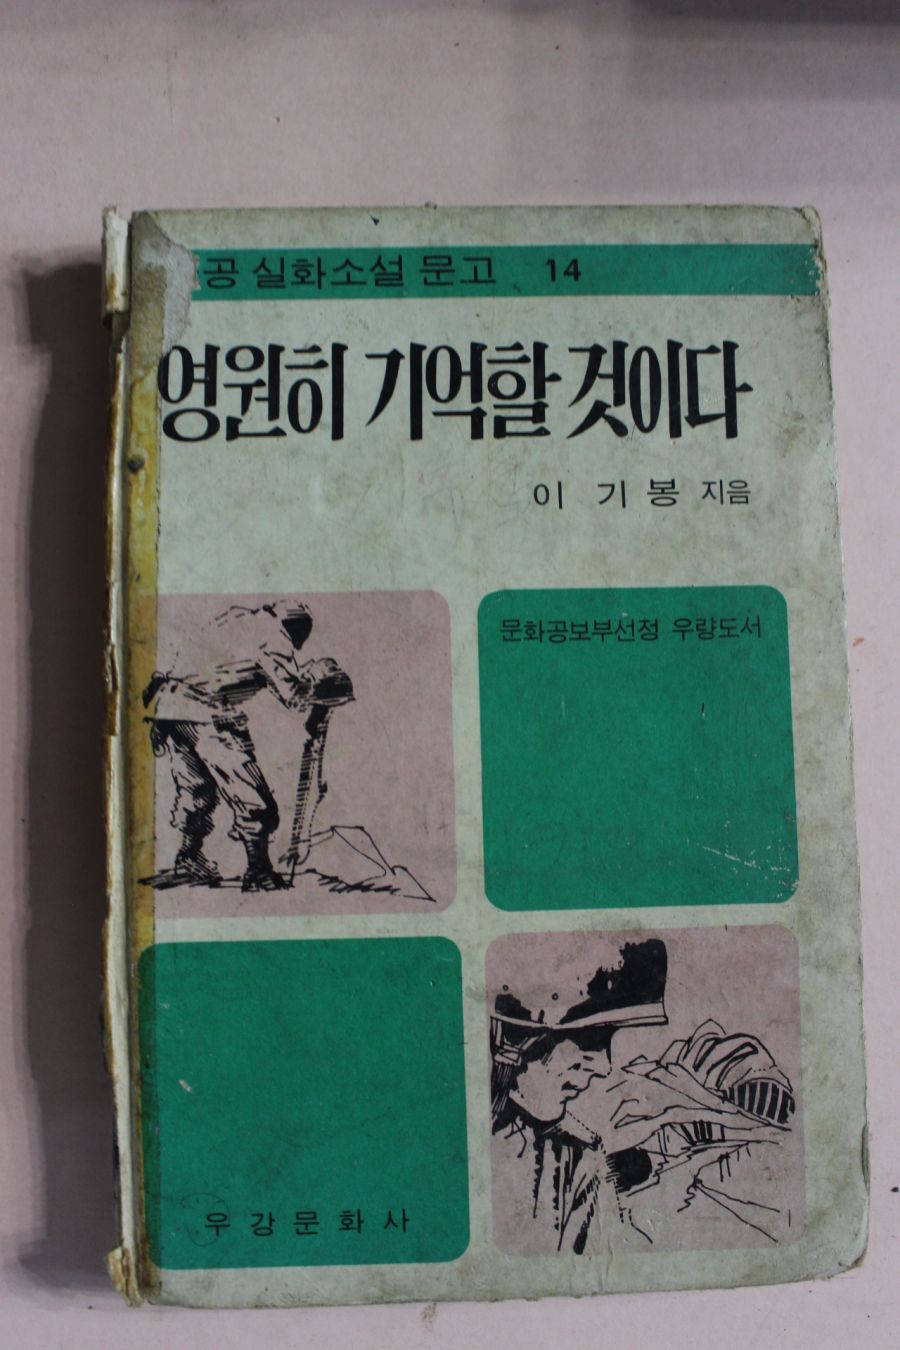 공 실화소설 문고 14
영원히 기억할 것이다
이 기 봉 지음
문화공보부선정 우량도서
우강문화사